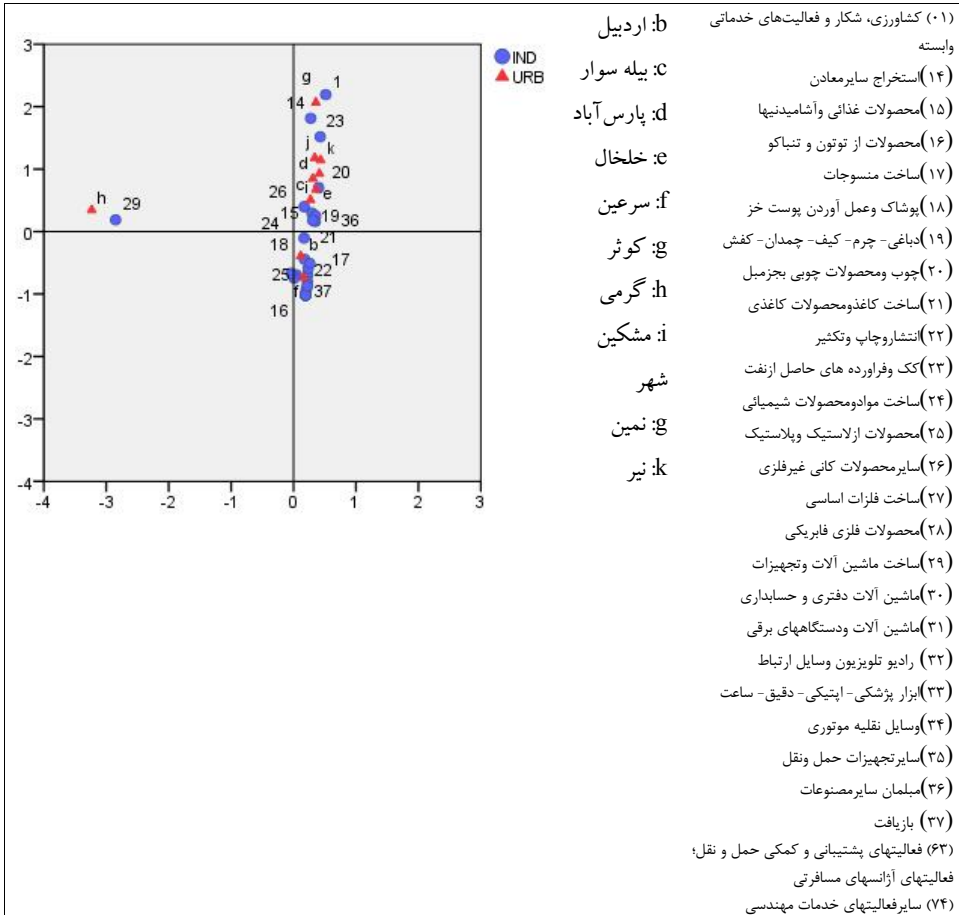 3
2
1
0
-1
-2
-3
-4
-4
-3
-2
-1
0
1
2
3
IND
URB
g
1
14
23
j
k
d
20
c
i
e
26
15
19
36
24
h
29
18
b
21
17
25
22
f
37
16
b: اردبیل
c: بیله سوار
d: پارس‌آباد
e: خلخال
f: سرعین
g: کوثر
h: گرمی
i: مشکین
شهر
g: نمین
k: نیر
(۰۱) کشاورزی، شکار و فعالیت‌های خدماتی
وابسته
(۱۴)استخراج سایرمعادن
(۱۵)محصولات غذائی وآشامیدنیها
(۱۶)محصولات از توتون و تنباکو
(۱۷)ساخت منسوجات
(۱۸)پوشاک وعمل آوردن پوست خز
(۱۹)دباغی- چرم- کیف- چمدان- کفش
(۲۰)چوب ومحصولات چوبی بجزمبل
(۲۱)ساخت کاغذومحصولات کاغذی
(۲۲)انتشاروچاپ وتکثیر
(۲۳)کک وفراورده های حاصل ازنفت
(۲۴)ساخت موادومحصولات شیمیائی
(۲۵)محصولات ازلاستیک وپلاستیک
(۲۶)سایرمحصولات کانی غیرفلزی
(۲۷)ساخت فلزات اساسی
(۲۸)محصولات فلزی فابریکی
(۲۹)ساخت ماشین آلات وتجهیزات
(۳۰)ماشین آلات دفتری و حسابداری
(۳۱)ماشین آلات ودستگاههای برقی
(۳۲) رادیو تلویزیون وسایل ارتباط
(۳۳)ابزار پژشکی- اپتیکی- دقیق- ساعت
(۳۴)وسایل نقلیه موتوری
(۳۵)سایرتجهیزات حمل ونقل
(۳۶)مبلمان سایرمصنوعات
(۳۷) بازیافت
(۶۳) فعالیتهای پشتیبانی و کمکی حمل و نقل؛
فعالیتهای آژانسهای مسافرتی
(۷۴) سایرفعالیتهای خدمات مهندسی